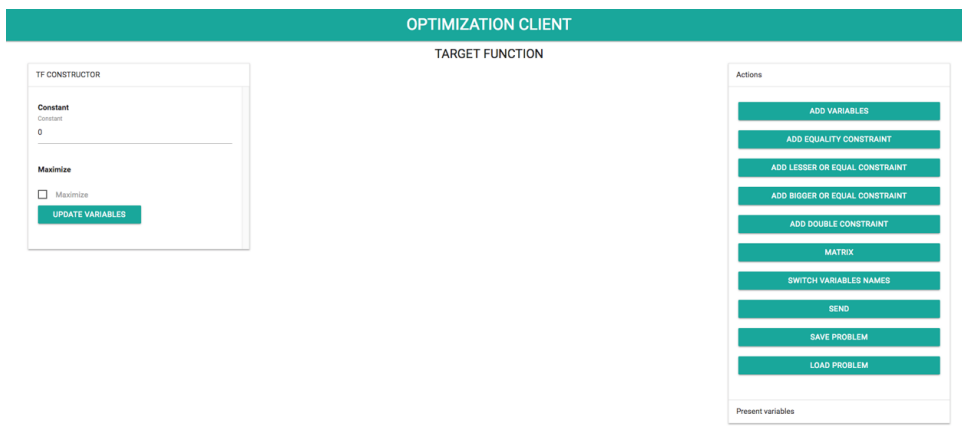 OPTIMIZATION CLIENT
TARGET FUNCTION
TF CONSTRUCTOR
Constant
Constant
0
Maximize
Maximize
UPDATE VARIABLES
Actions
ADD VARIABLES
ADD EQUALITY CONSTRAINT
ADD LESSER OR EQUAL CONSTRAINT
ADD BIGGER OR EQUAL CONSTRAINT
ADD DOUBLE CONSTRAINT
MATRIX
SWITCH VARIABLES NAMES
SEND
SAVE PROBLEM
LOAD PROBLEM
Present variables